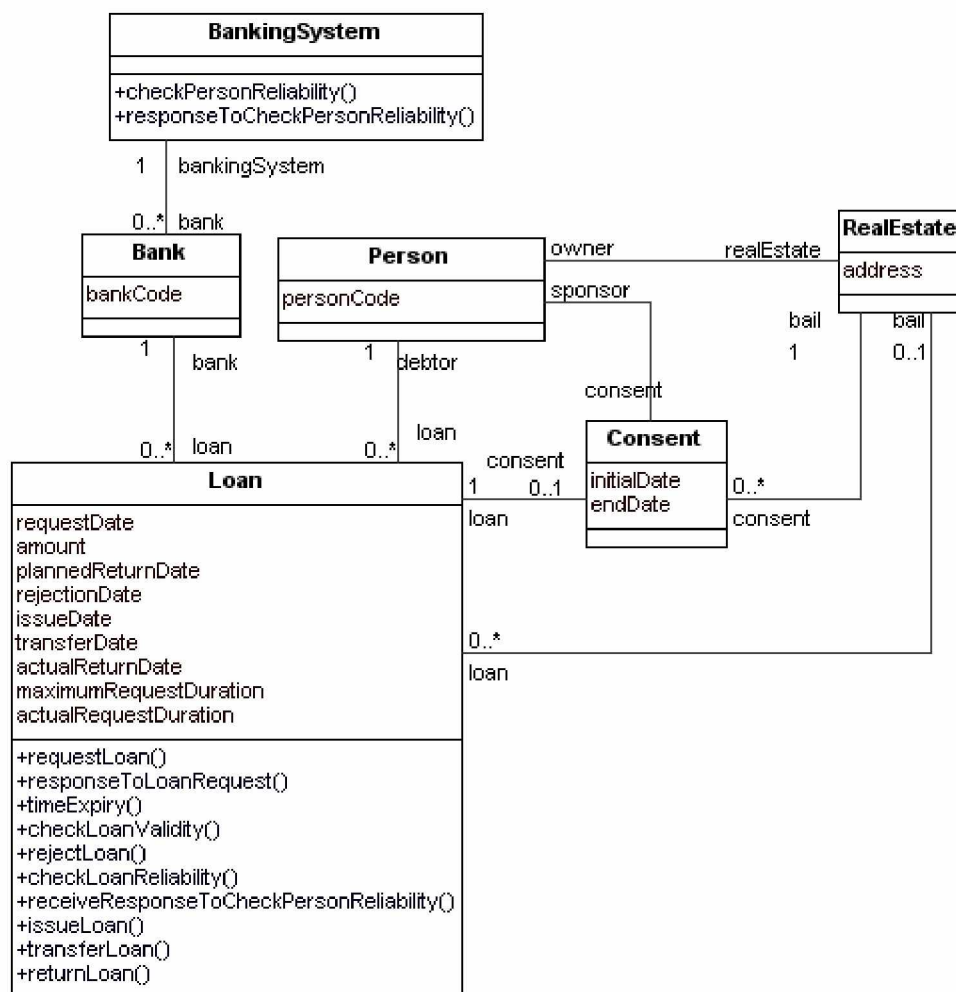 BankingSystem
+checkPersonReliability()
+responseToCheckPersonReliability()
1 bankingSystem
0..* bank
Bank
bankCode
1
bank
Person
personCode
owner
realEstate
sponsor
1
debtor
RealEstate
address
bail
1
bail
0..1
consent
Consent
initialDate
endDate
0..*
consent
consent
1
0..1
loan
0..*
loan
0..*
loan
0..*
loan
Loan
requestDate
amount
plannedReturnDate
rejectionDate
issueDate
transferDate
actualReturnDate
maximumRequestDuration
actualRequestDuration
+requestLoan()
+responseToLoanRequest()
+timeExpiry()
+checkLoanValidity()
+rejectLoan()
+checkLoanReliability()
+receiveResponseToCheckPersonReliability()
+issueLoan()
+transferLoan()
+returnLoan()